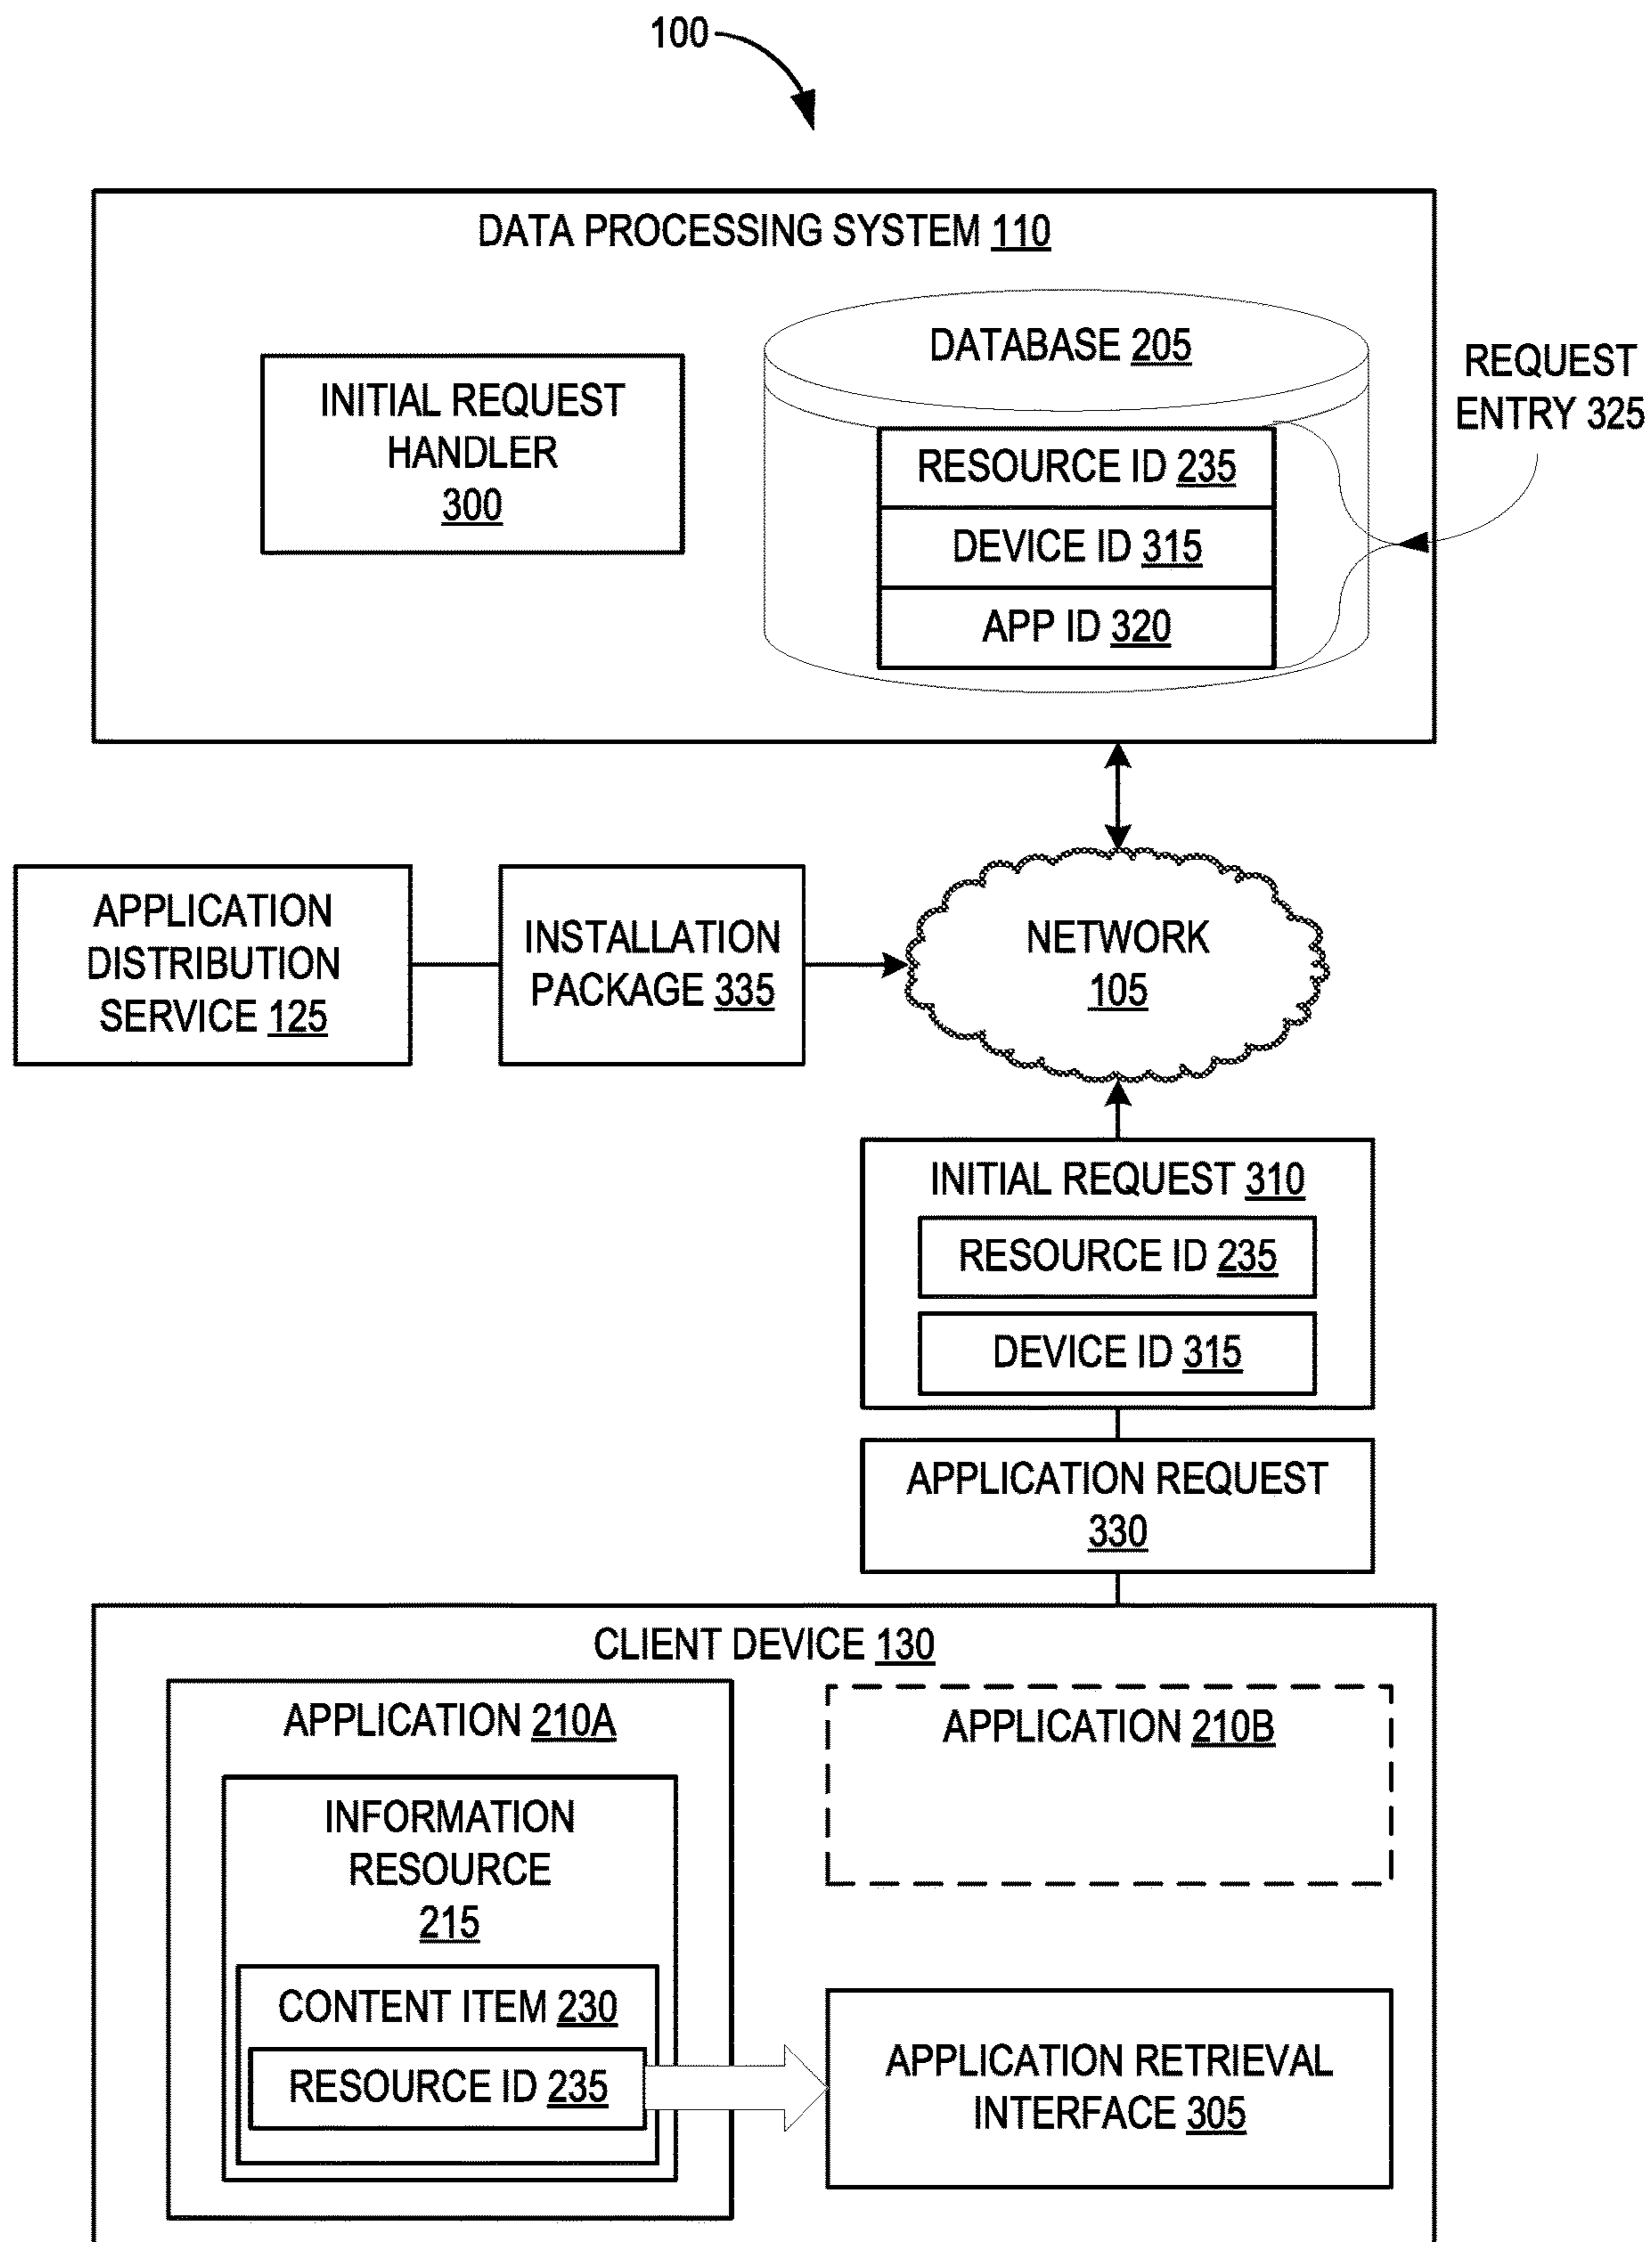 100
DATA PROCESSING SYSTEM 110
DATABASE 205
INITIAL REQUEST
HANDLER
300
RESOURCE ID 235
DEVICE ID 315
APP ID 320
REQUEST
ENTRY 325
APPLICATION
DISTRIBUTION
SERVICE 125
INSTALLATION
PACKAGE 335
NETWORK
105
INITIAL REQUEST 310
RESOURCE ID 235
DEVICE ID 315
APPLICATION REQUEST
330
CLIENT DEVICE 130
APPLICATION 210A
INFORMATION
RESOURCE
215
CONTENT ITEM 230
RESOURCE ID 235
APPLICATION 210B
APPLICATION RETRIEVAL
INTERFACE 305